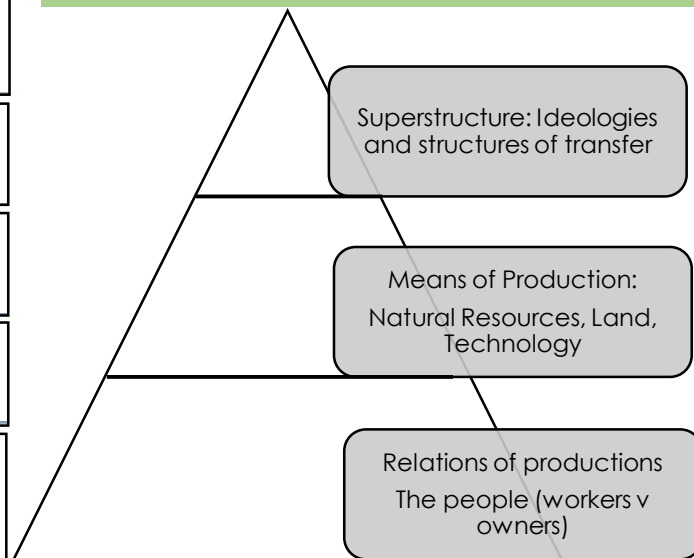 Superstructure: Ideologies
and structures of transfer
Means of Production:
Natural Resources, Land,
Technology
Relations of productions
The people (workers v
owners)